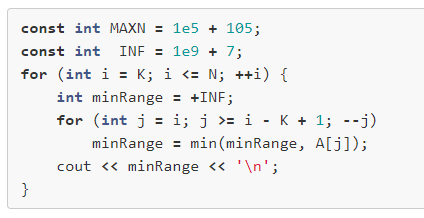 const int MAXN = 1e5 + 105;
const int  INF = 1e9 + 7;
for (int i = K; i <= N; ++i) {
    int minRange = +INF;
    for (int j = i; j >= i - K + 1; --j)
        minRange = min(minRange, A[j]);
    cout << minRange << '\n';
}